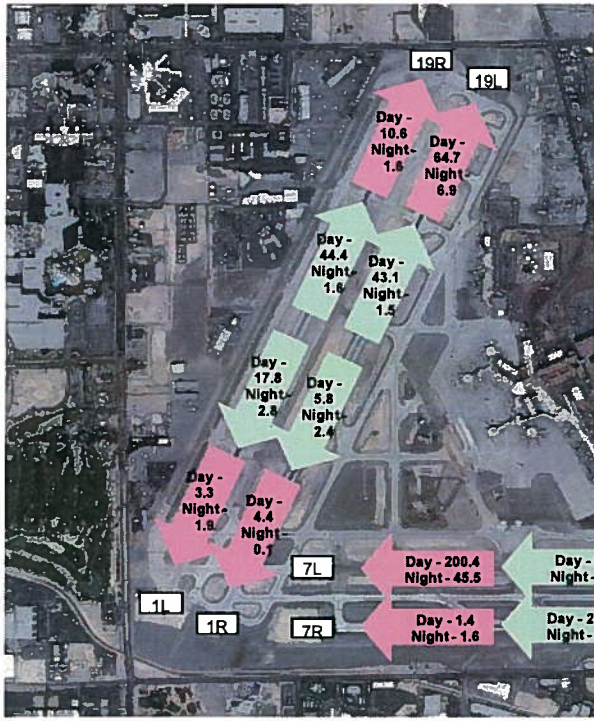 19R
19L
Day -
10.6
Night-
1.6
Day -
64.7
Night-
6.9
Day -
44.4
Night-
1.6
Day -
43.1
Night-
1.5
Day -
17.8
Night-
2.8
Day -
5.8
Night-
2.4
Day -
3.3
Night-
1.9
Day -
4.4
Night-
0.1
7L
Day - 200.4
Night - 45.5
Day -
Night -
1L
1R
7R
Day - 1.4
Night - 1.6
Day - 2
Night -